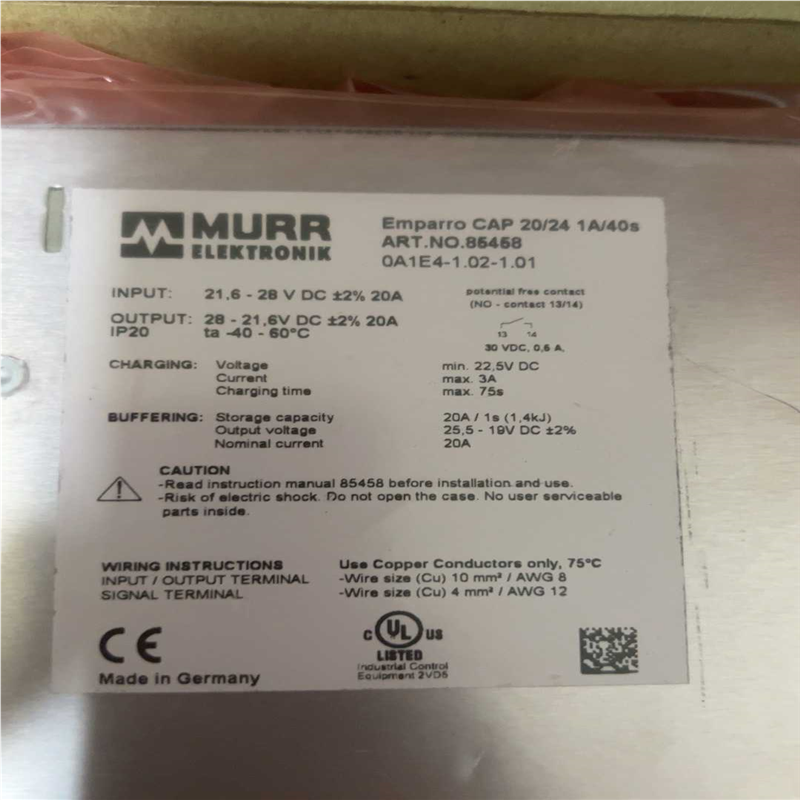 MURR
ELEKTRONIK
Emparro CAP 20/24 1A/40s
ART.NO.85458
0A1E4-1.02-1.01
INPUT: 21,6 - 28 V DC ±2% 20A
OUTPUT: 28 - 21,6V DC ±2% 20A
IP20 ta -40 - 60°C
potential free contact
(NO - contact 13/14)
13 14
30 VDC, 0,6 A,
CHARGING: Voltage min. 22,5V DC
Current max. 3A
Charging time max. 75s
BUFFERING: Storage capacity 20A / 1s (1,4kJ)
Output voltage 25,5 - 19V DC ±2%
Nominal current 20A
CAUTION
-Read instruction manual 85458 before installation and use.
-Risk of electric shock. Do not open the case. No user serviceable
parts inside.
WIRING INSTRUCTIONS Use Copper Conductors only, 75°C
INPUT / OUTPUT TERMINAL -Wire size (Cu) 10 mm² / AWG 8
SIGNAL TERMINAL -Wire size (Cu) 4 mm² / AWG 12
CE
Made in Germany
C UL US
LISTED
Industrial Control
Equipment 2VD5